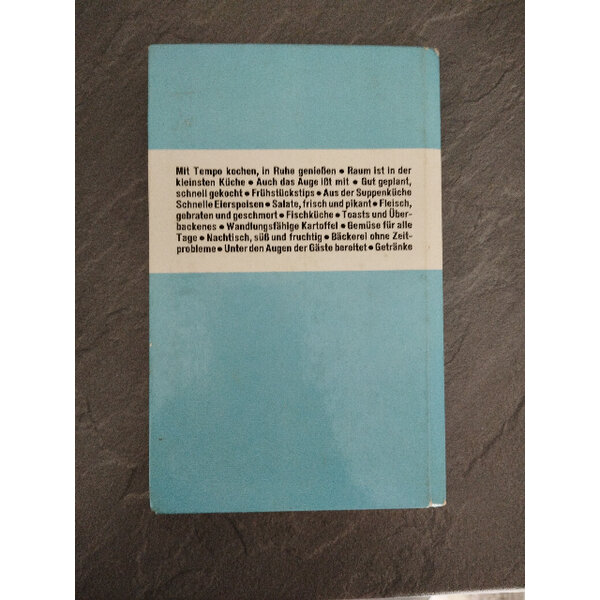 Mit Tempo kochen, in Ruhe genießen ● Raum ist in der
kleinsten Küche ● Auch das Auge ißt mit ● Gut geplant,
schnell gekocht ● Frühstückstips ● Aus der Suppenküche
Schnelle Eierspeisen ● Salate, frisch und pikant ● Fleisch,
gebraten und geschmort ● Fischküche ● Toasts und Über-
backenes ● Wandlungsfähige Kartoffel ● Gemüse für alle
Tage ● Nachtisch, süß und fruchtig ● Bäckerei ohne Zeit-
probleme ● Unter den Augen der Gäste bereitet ● Getränke